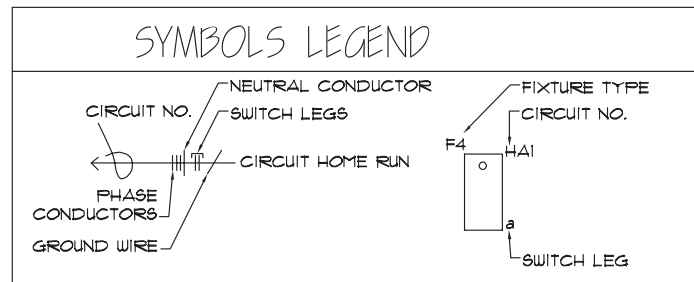 SYMBOLS LEGEND
NEUTRAL CONDUCTOR
CIRCUIT NO.
SWITCH LEGS
CIRCUIT HOME RUN
PHASE
CONDUCTORS
GROUND WIRE
FIXTURE TYPE
CIRCUIT NO.
F4
HA1
a
SWITCH LEG